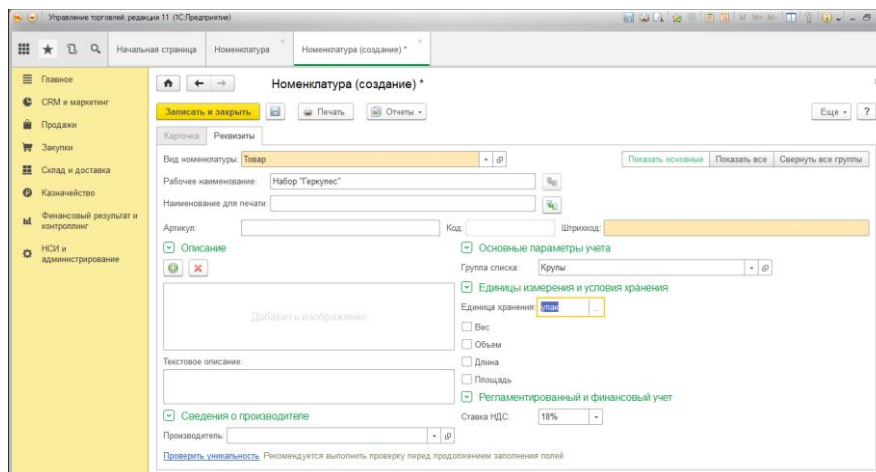 Управление торговлей, редакция 11 (1С:Предприятие)
M M+ M-
Начальная страница
Номенклатура
Номенклатура (создание) *
Главное
CRM и маркетинг
Продажи
Закупки
Склад и доставка
Казначейство
Финансовый результат и
контроллинг
НСИ и
администрирование
Номенклатура (создание) *
Записать и закрыть
Печать
Отчеты
Еще
?
Карточка
Реквизиты
Вид номенклатуры: Товар
Показать основные
Показать все
Свернуть все группы
Рабочее наименование: Набор "Геркулес"
Наименование для печати:
Артикул:
Код:
Штрихкод:
Описание
Основные параметры учета
Группа списка: Крупы
Единицы измерения и условия хранения
Единица хранения: упак ...
Добавить изображение
Вес
Объем
Длина
Площадь
Текстовое описание:
Регламентированный и финансовый учет
Сведения о производителе
Ставка НДС: 18%
Производитель:
Проверить уникальность Рекомендуется выполнить проверку перед продолжением заполнения полей